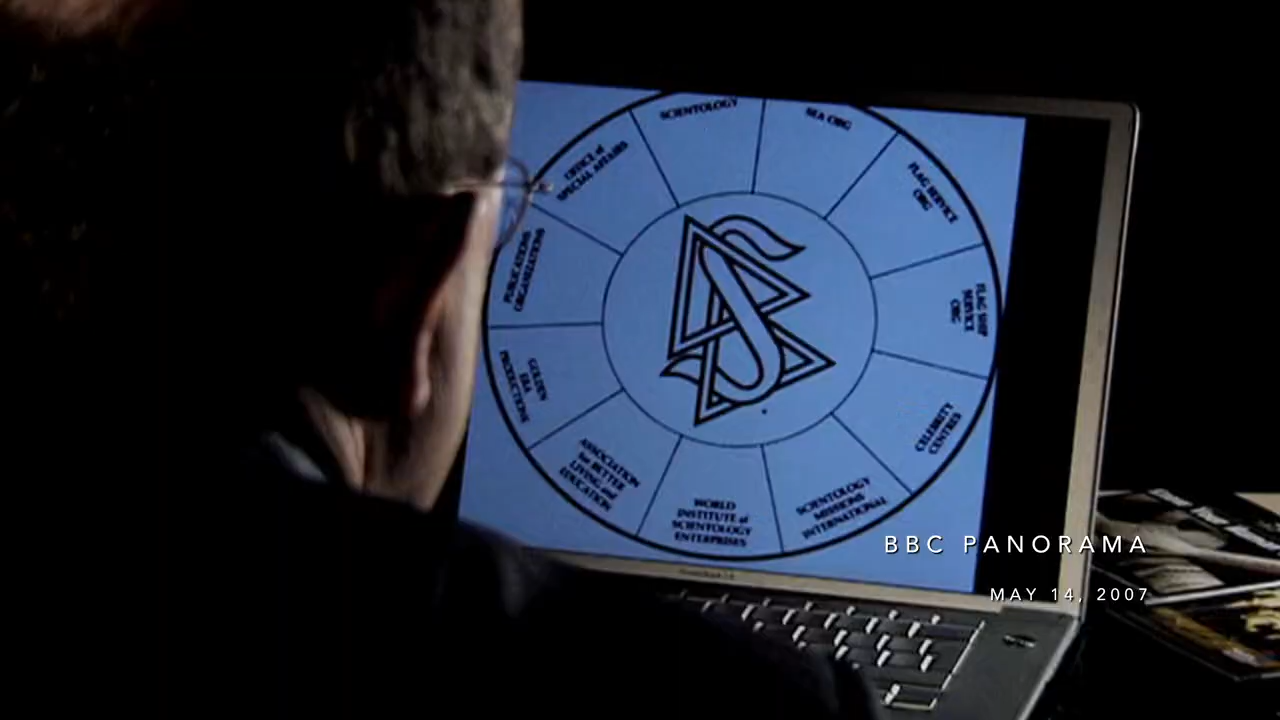 SCIENTOLOGY
SEA ORG
FLAG SERVICE
ORG
FLAG SHIP
SERVICE
ORG
CELEBRITY
CENTRES
SCIENTOLOGY
MISSIONS
INTERNATIONAL
WORLD
INSTITUTE of
SCIENTOLOGY
ENTERPRISES
ASSOCIATION
for BETTER
LIVING and
EDUCATION
GOLDEN
ERA
PRODUCTIONS
PUBLICATIONS
ORGANIZATIONS
OFFICE of
SPECIAL AFFAIRS
BBC PANORAMA
MAY 14, 2007